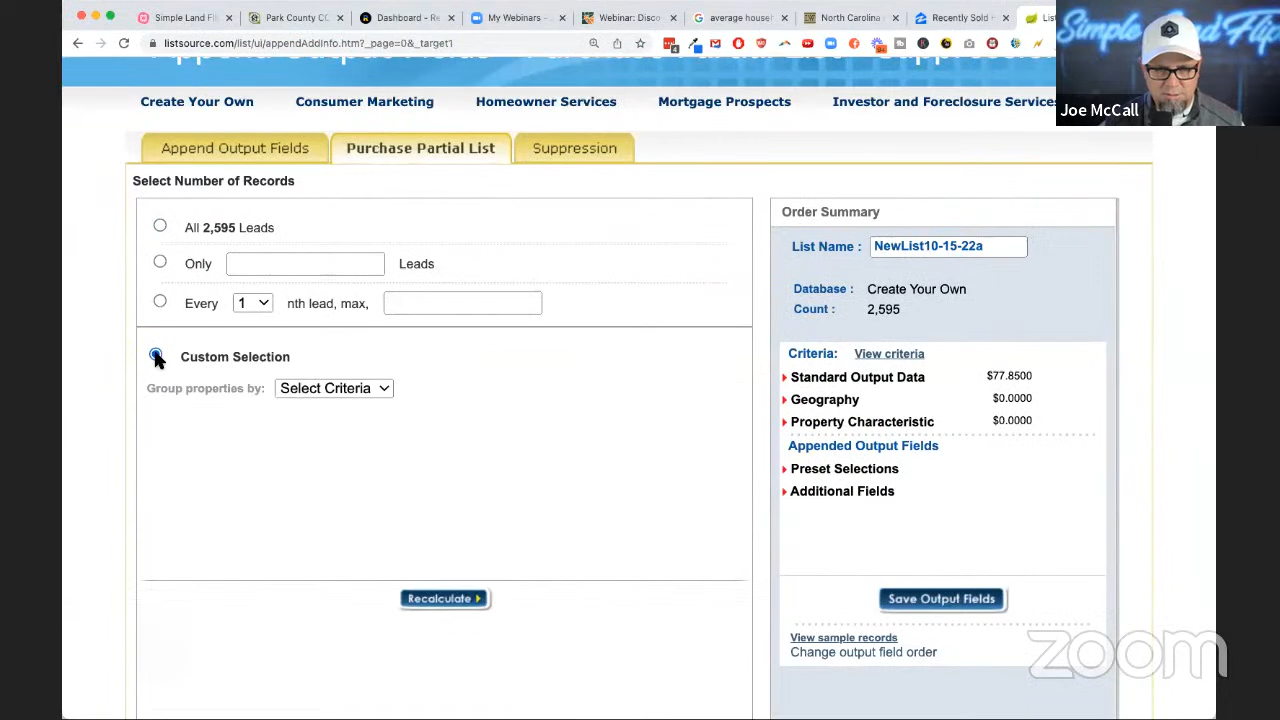 Simple Land Fli
Park County CC
Dashboard - Re
My Webinars -
Webinar: Disco
average househ
North Carolina
Recently Sold
Lis
listsource.com/list/ui/appendAddInfo.htm?_page=0&_target1
Create Your Own
Consumer Marketing
Homeowner Services
Mortgage Prospects
Investor and Foreclosure Services
Simple Land Flip
Joe McCall
Append Output Fields
Purchase Partial List
Suppression
Select Number of Records
All 2,595 Leads
Only Leads
Every 1 nth lead, max,
Custom Selection
Group properties by: Select Criteria
Recalculate
Order Summary
List Name : NewList10-15-22a
Database : Create Your Own
Count : 2,595
Criteria: View criteria
Standard Output Data $77.8500
Geography $0.0000
Property Characteristic $0.0000
Appended Output Fields
Preset Selections
Additional Fields
Save Output Fields
View sample records
Change output field order
zoom